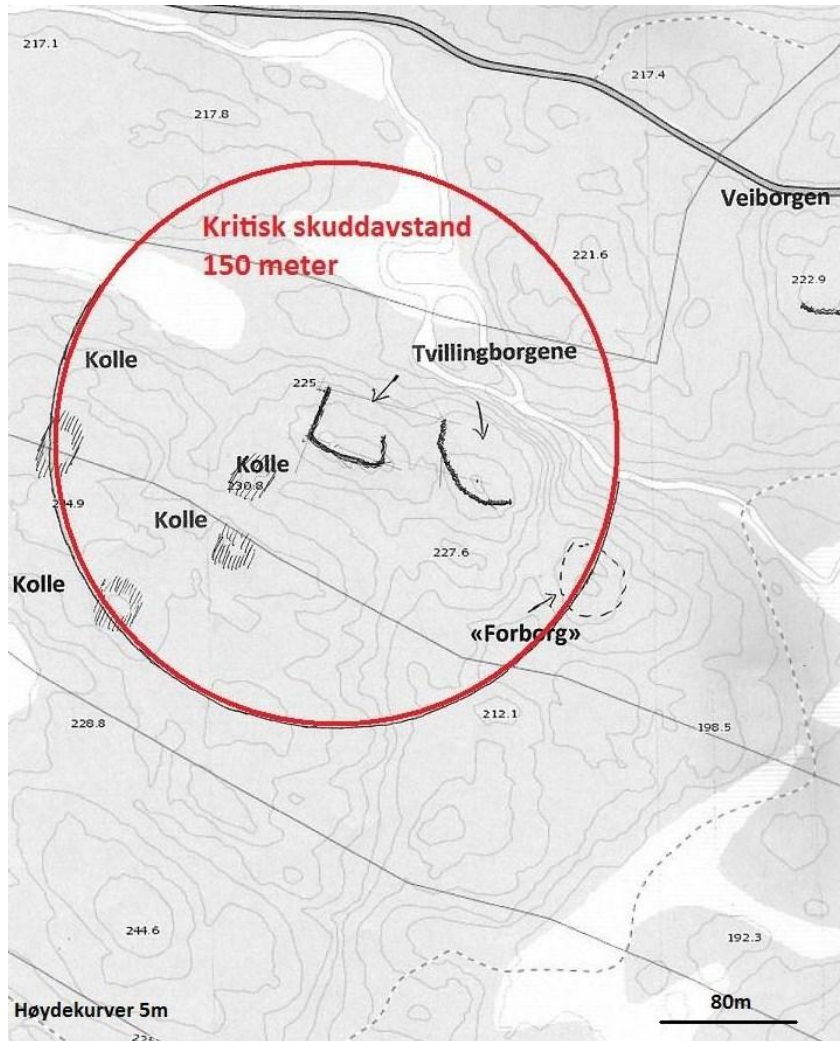 217.1
217.4
217.8
Veiborgen
Kritisk skuddavstand
150 meter
221.6
222.9
Kolle
Tvillingborgene
225
Kolle
230.8
Kolle
227.6
Kolle
«Forborg»
212.1
228.8
198.5
244.6
192.3
Høydekurver 5m
80m